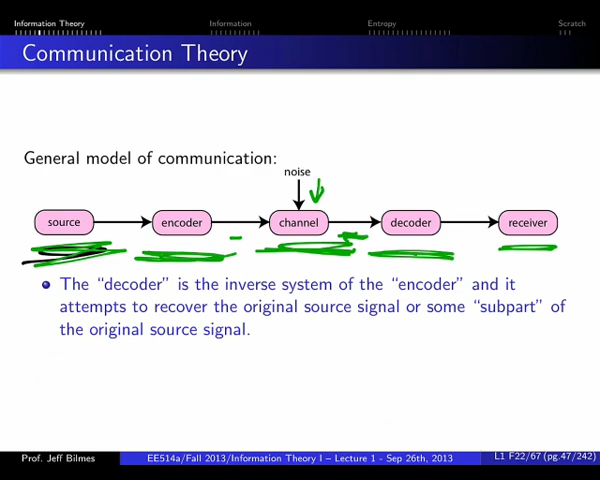 Information Theory Information Entropy Scratch
Communication Theory
General model of communication:
noise
source encoder channel decoder receiver
The “decoder” is the inverse system of the “encoder” and it
attempts to recover the original source signal or some “subpart” of
the original source signal.
Prof. Jeff Bilmes EE514a/Fall 2013/Information Theory I – Lecture 1 - Sep 26th, 2013 L1 F22/67 (pg.47/242)